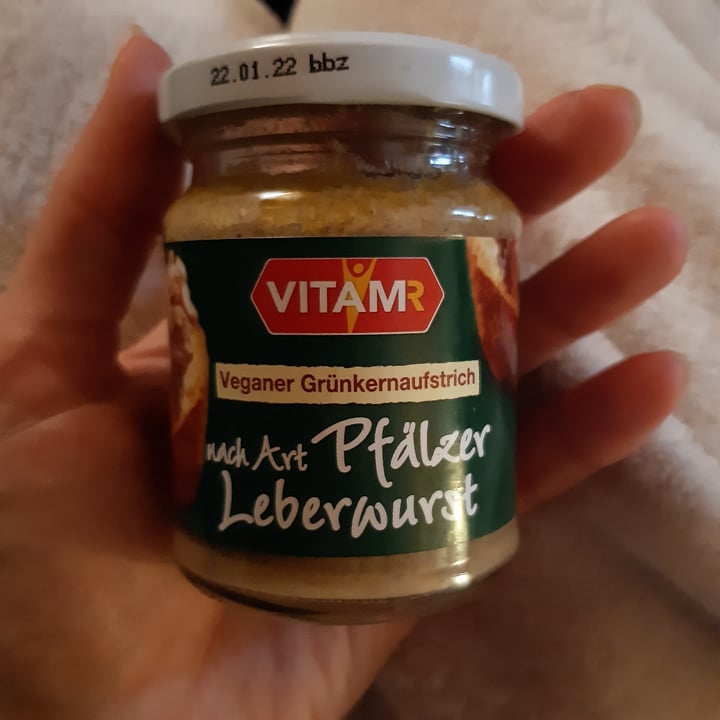 22.01.22 bbz
VITAMR
Veganer Grünkernaufstrich
nach Art Pfälzer
Leberwurst